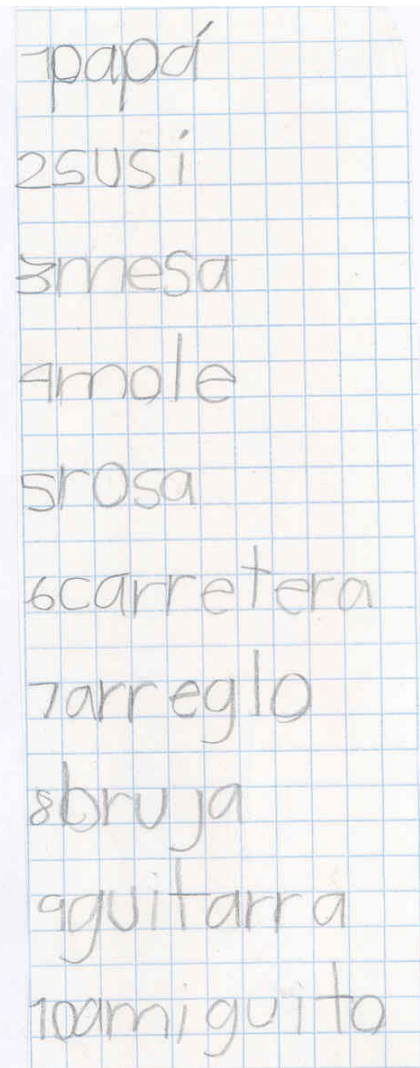 1papá
2susi
3mesa
4mole
5rosa
6carretera
7arreglo
8bruja
9guitarra
10amiguito